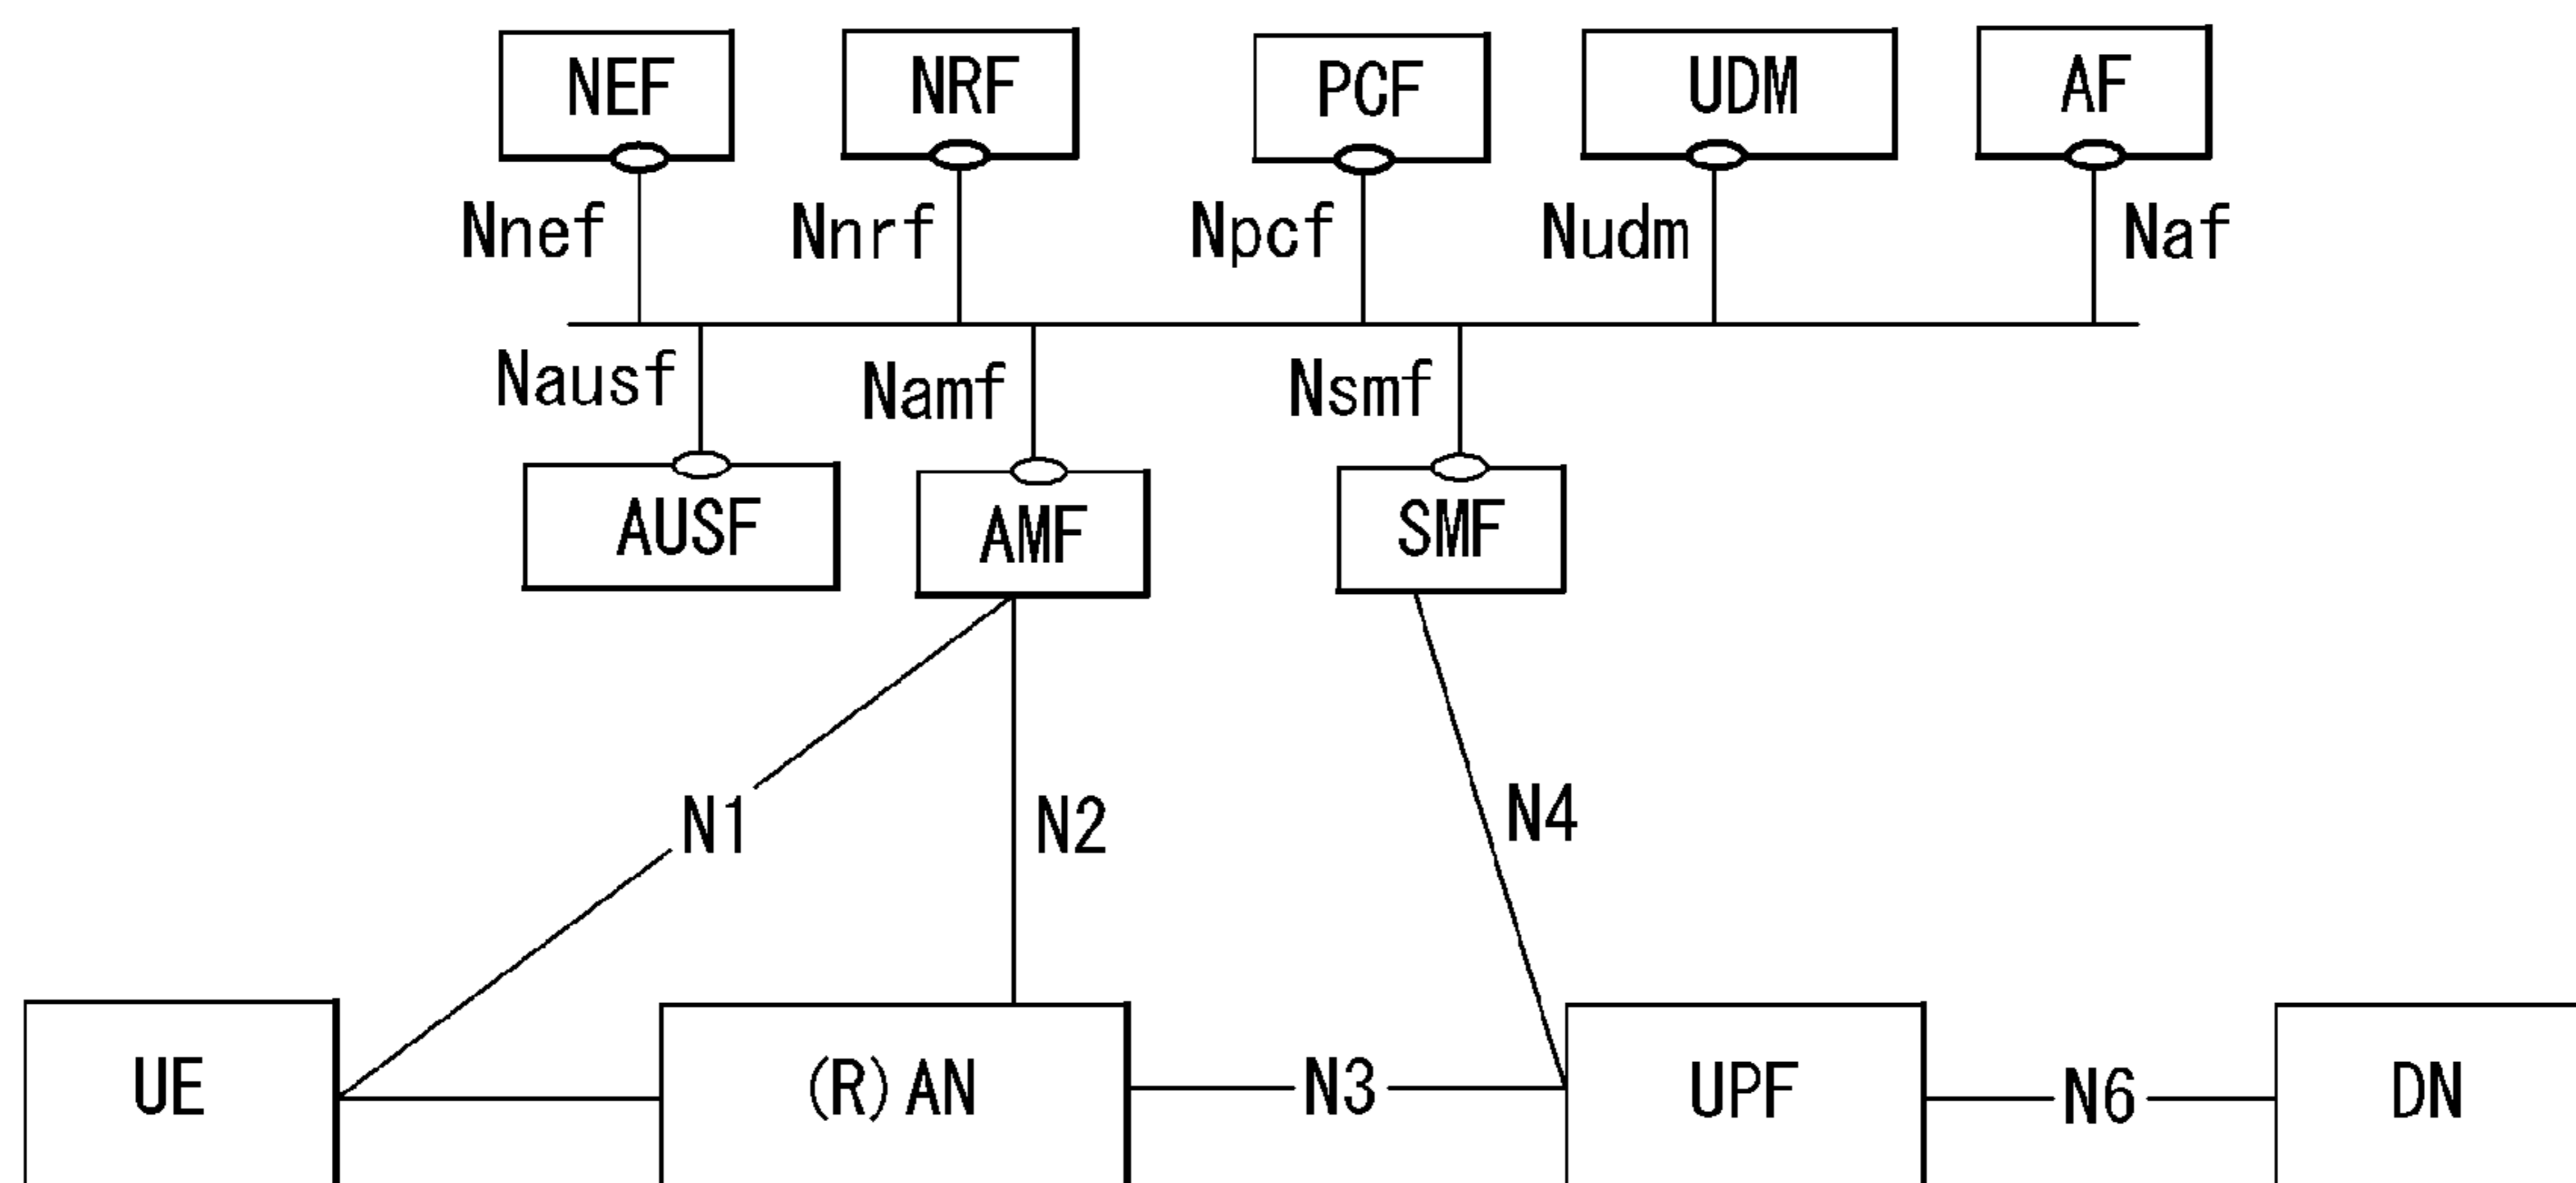 NEF NRF PCF UDM AF
Nnef Nnrf Npcf Nudm Naf
Nausf Namf Nsmf
AUSF AMF SMF
N1 N2 N4
UE (R)AN N3 UPF N6 DN